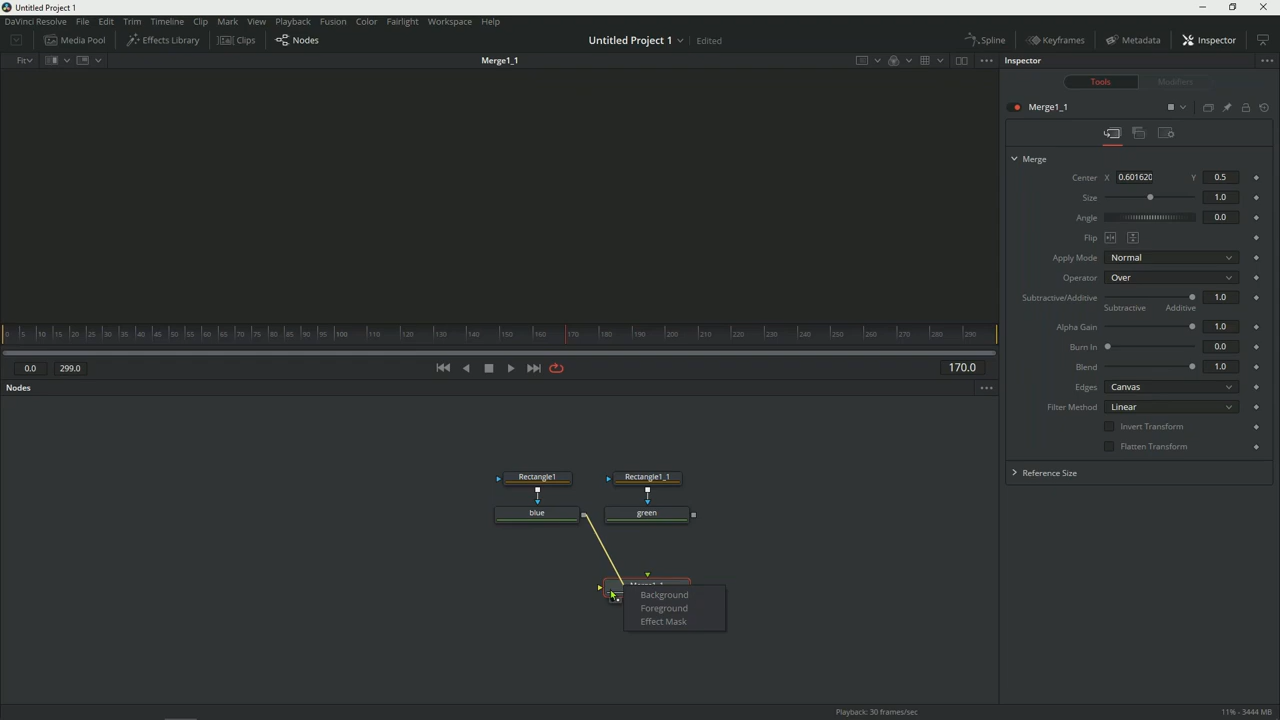 Untitled Project 1
DaVinci Resolve File Edit Trim Timeline Clip Mark View Playback Fusion Color Fairlight Workspace Help
Media Pool Effects Library Clips Nodes Untitled Project 1 Edited Spline Keyframes Metadata Inspector
Fit Merge1_1 Inspector
Tools Modifiers
Merge1_1
Merge
Center X 0.601620 Y 0.5
Size 1.0
Angle 0.0
Flip
Apply Mode Normal
Operator Over
Subtractive/Additive 1.0
Subtractive Additive
Alpha Gain 1.0
Burn In 0.0
Blend 1.0
Edges Canvas
Filter Method Linear
Invert Transform
Flatten Transform
Reference Size
0 5 10 15 20 25 30 35 40 45 50 55 60 65 70 75 80 85 90 95 100 110 120 130 140 150 160 170 180 190 200 210 220 230 240 250 260 270 280 290
0.0 299.0 170.0
Nodes
Rectangle1 Rectangle1_1
blue green
Background
Foreground
Effect Mask
Playback: 30 frames/sec 11% - 3444 MB